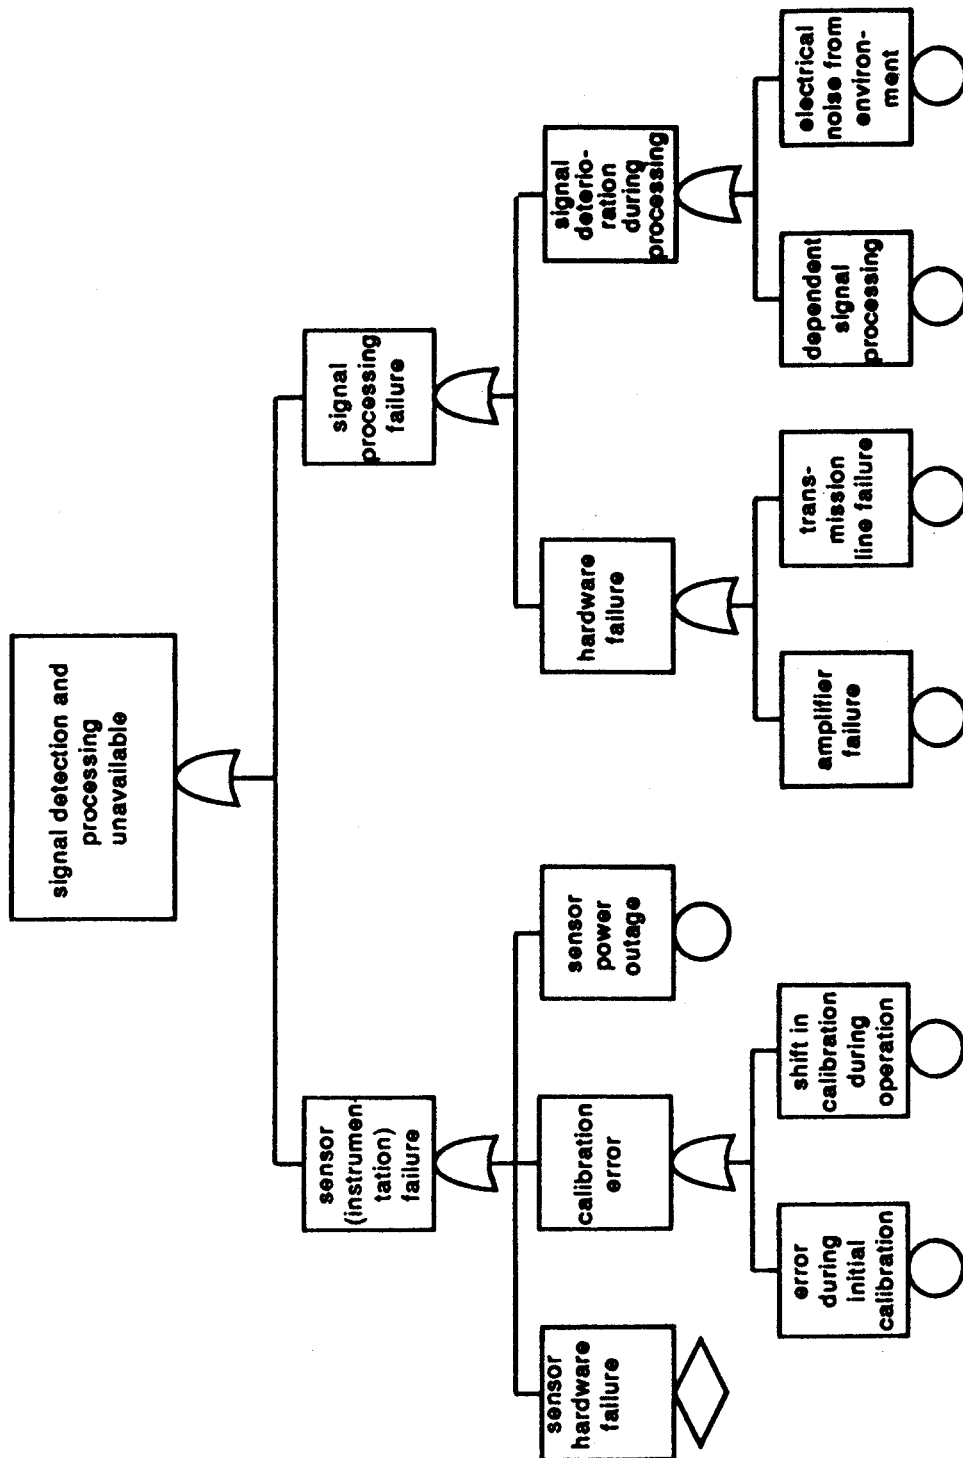 signal detection and
processing
unavailable
sensor
(instrumen-
tation)
failure
signal
processing
failure
sensor
hardware
failure
calibration
error
sensor
power
outage
hardware
failure
signal
deterio-
ration
during
processing
error
during
initial
calibration
shift in
calibration
during
operation
amplifier
failure
trans-
mission
line failure
dependent
signal
processing
electrical
noise from
environ-
ment